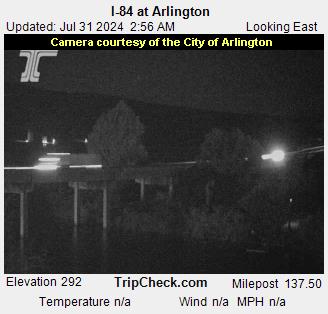 I-84 at Arlington
Updated: Jul 31 2024 2:56 AM Looking East
Camera courtesy of the City of Arlington
Elevation 292 TripCheck.com Milepost 137.50
Temperature n/a Wind n/a MPH n/a